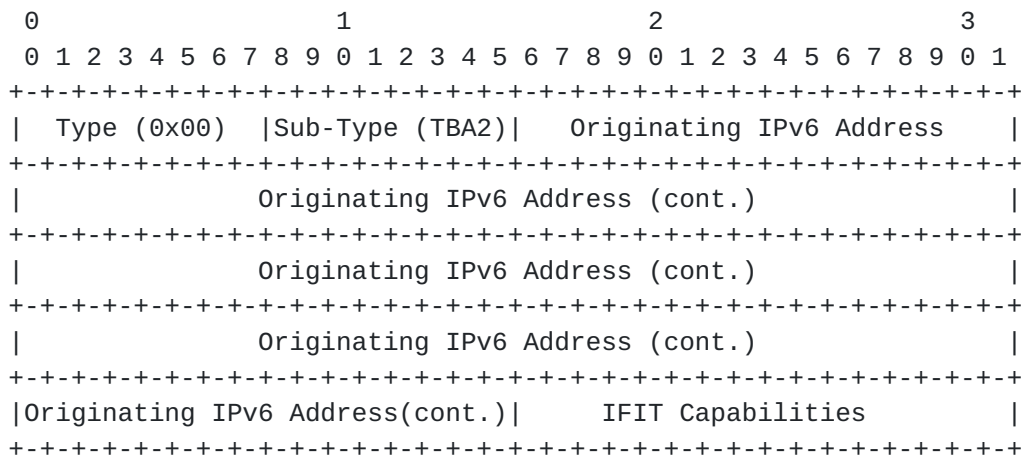 0                   1                   2                   3
 0 1 2 3 4 5 6 7 8 9 0 1 2 3 4 5 6 7 8 9 0 1 2 3 4 5 6 7 8 9 0 1
+-+-+-+-+-+-+-+-+-+-+-+-+-+-+-+-+-+-+-+-+-+-+-+-+-+-+-+-+-+-+-+-+
|  Type (0x00)  |Sub-Type (TBA2)|   Originating IPv6 Address    |
+-+-+-+-+-+-+-+-+-+-+-+-+-+-+-+-+-+-+-+-+-+-+-+-+-+-+-+-+-+-+-+-+
|               Originating IPv6 Address (cont.)                |
+-+-+-+-+-+-+-+-+-+-+-+-+-+-+-+-+-+-+-+-+-+-+-+-+-+-+-+-+-+-+-+-+
|               Originating IPv6 Address (cont.)                |
+-+-+-+-+-+-+-+-+-+-+-+-+-+-+-+-+-+-+-+-+-+-+-+-+-+-+-+-+-+-+-+-+
|               Originating IPv6 Address (cont.)                |
+-+-+-+-+-+-+-+-+-+-+-+-+-+-+-+-+-+-+-+-+-+-+-+-+-+-+-+-+-+-+-+-+
|Originating IPv6 Address(cont.)|     IFIT Capabilities         |
+-+-+-+-+-+-+-+-+-+-+-+-+-+-+-+-+-+-+-+-+-+-+-+-+-+-+-+-+-+-+-+-+